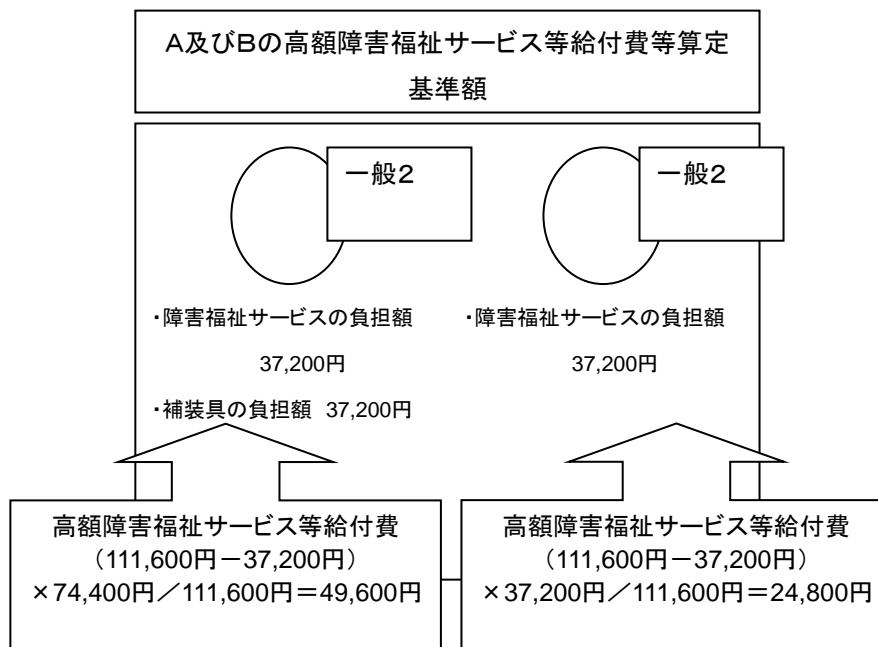 A及びBの高額障害福祉サービス等給付費等算定
基準額
一般2
一般2
・障害福祉サービスの負担額
37,200円
・補装具の負担額 37,200円
・障害福祉サービスの負担額
37,200円
高額障害福祉サービス等給付費
(111,600円-37,200円)
×74,400円/111,600円=49,600円
高額障害福祉サービス等給付費
(111,600円-37,200円)
×37,200円/111,600円=24,800円